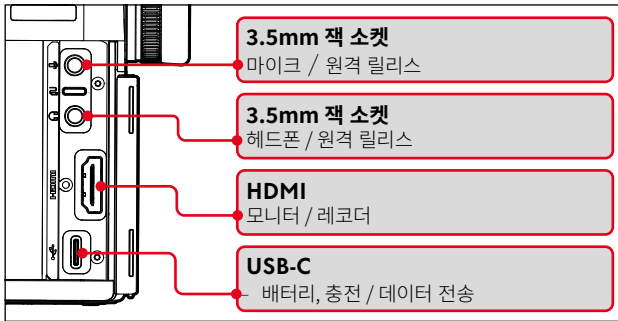 3.5mm 잭 소켓
마이크 / 원격 릴리스
3.5mm 잭 소켓
헤드폰 / 원격 릴리스
HDMI
HDMI
모니터 / 레코더
USB-C
– 배터리, 충전 / 데이터 전송